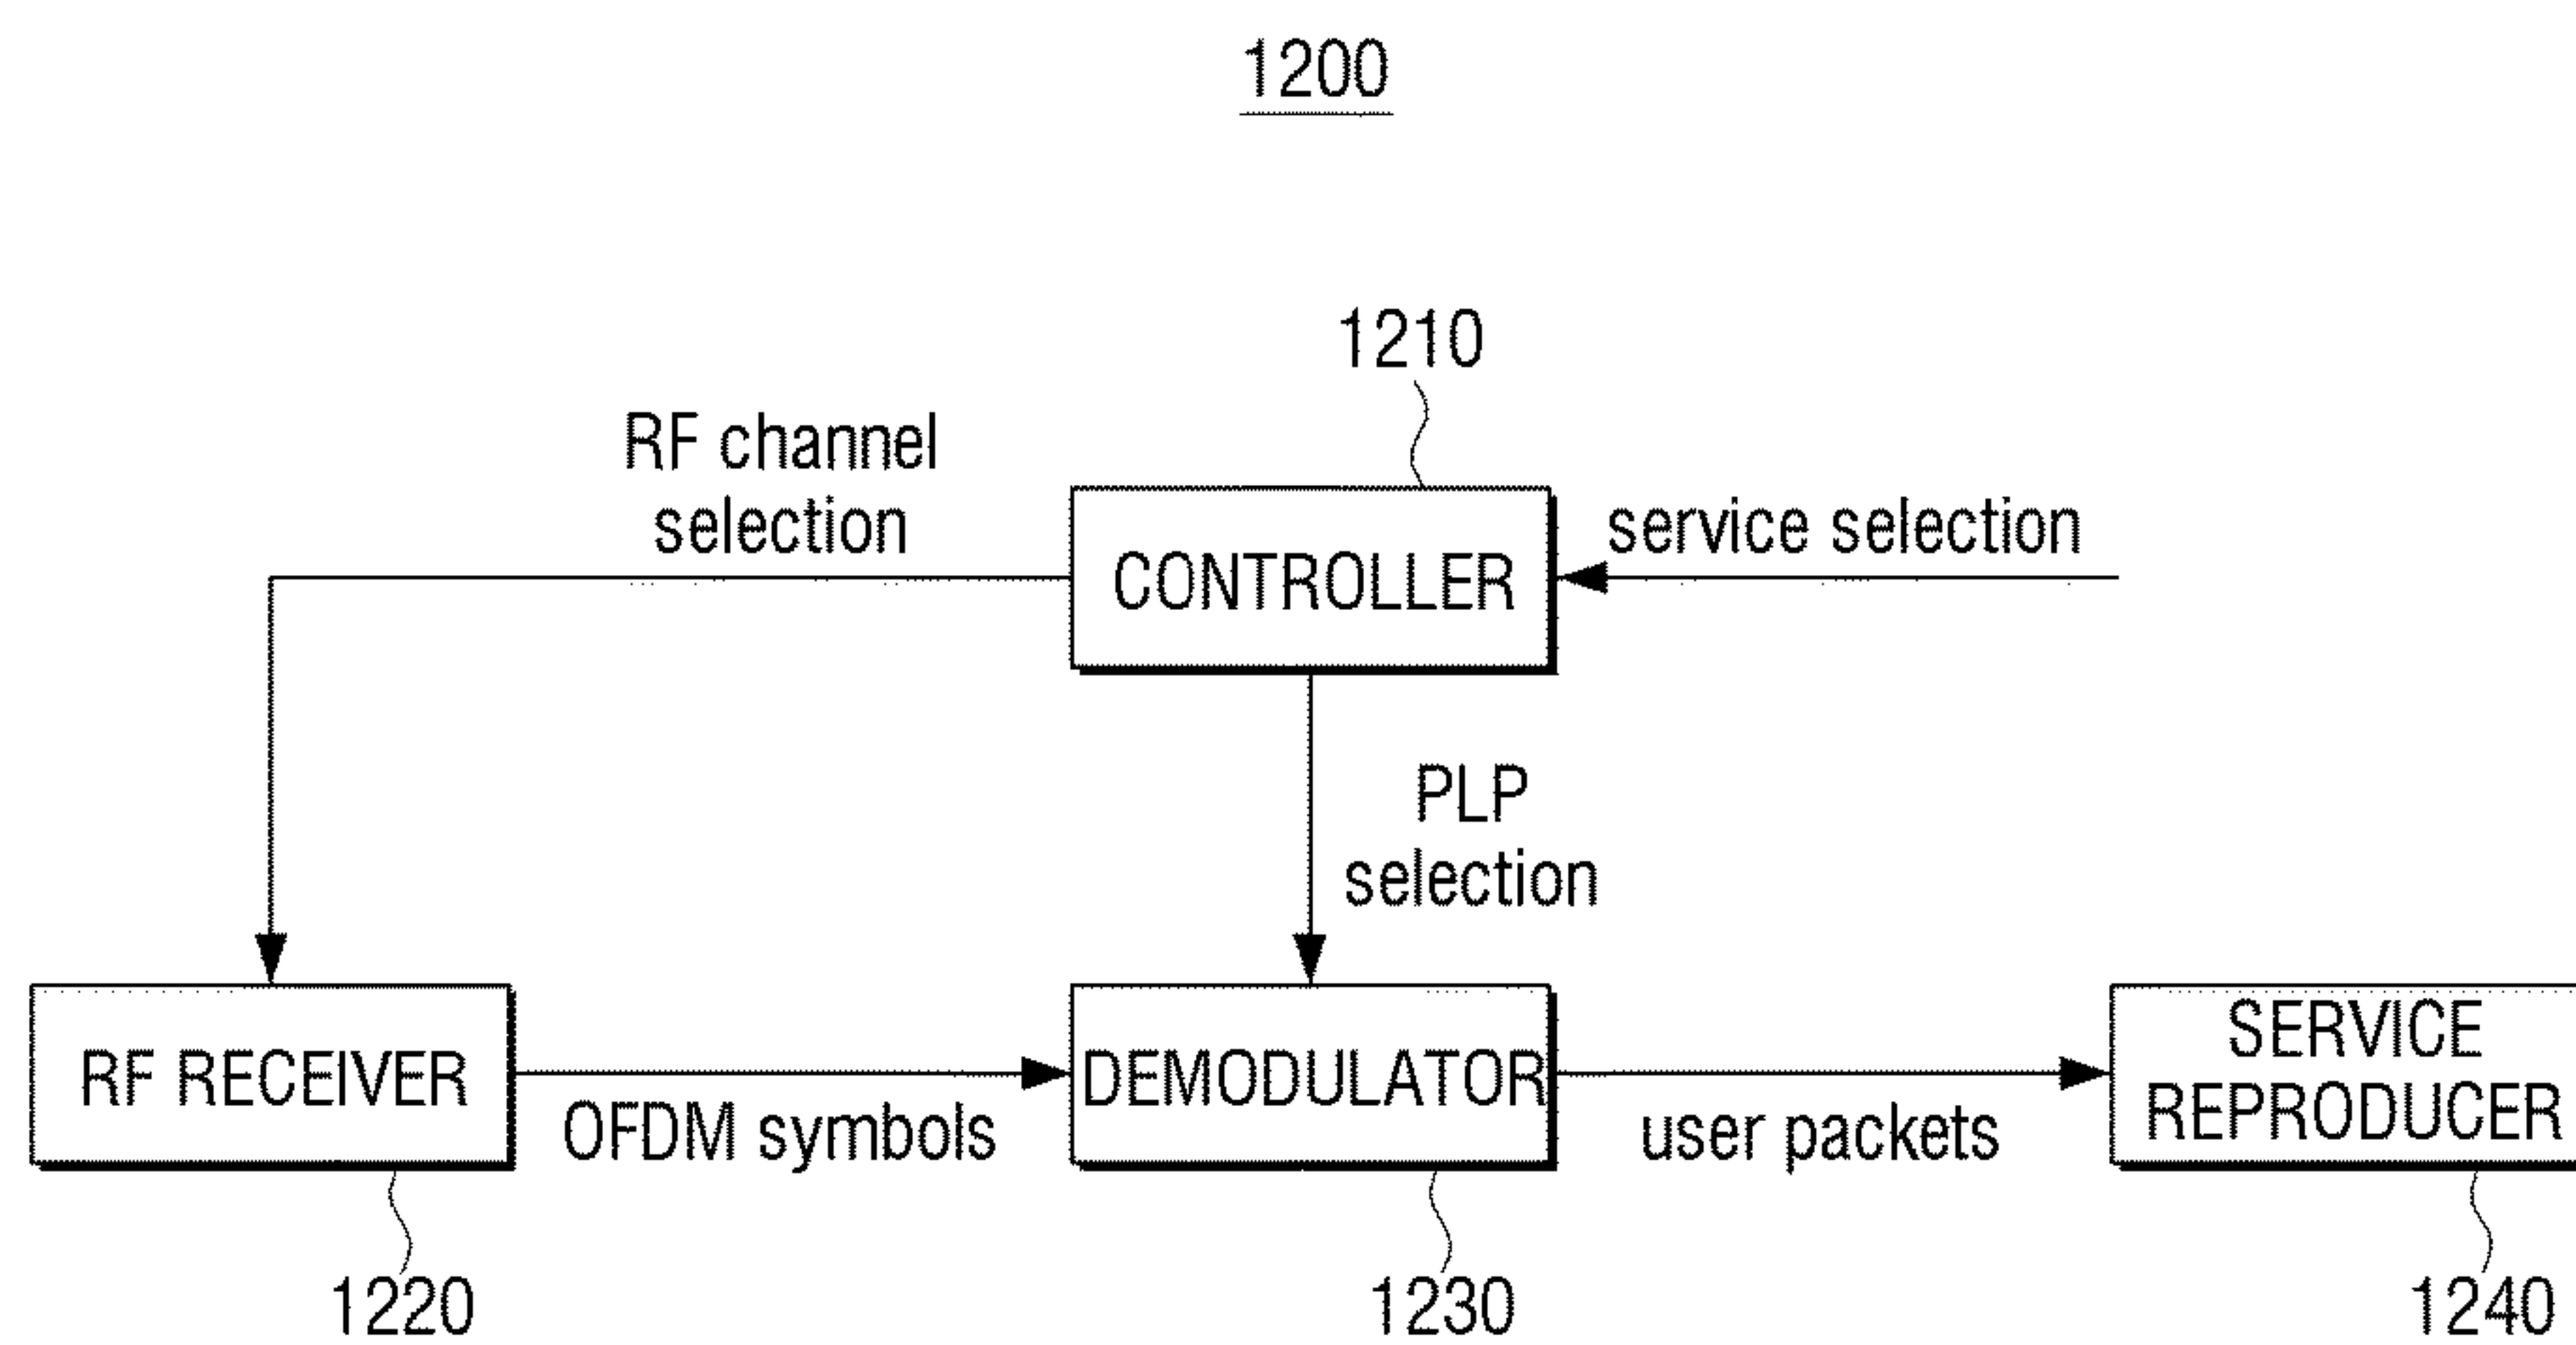 1200
1210
RF channel
selection
CONTROLLER
service selection
PLP
selection
RF RECEIVER
OFDM symbols
DEMODULATOR
user packets
SERVICE
REPRODUCER
1220
1230
1240